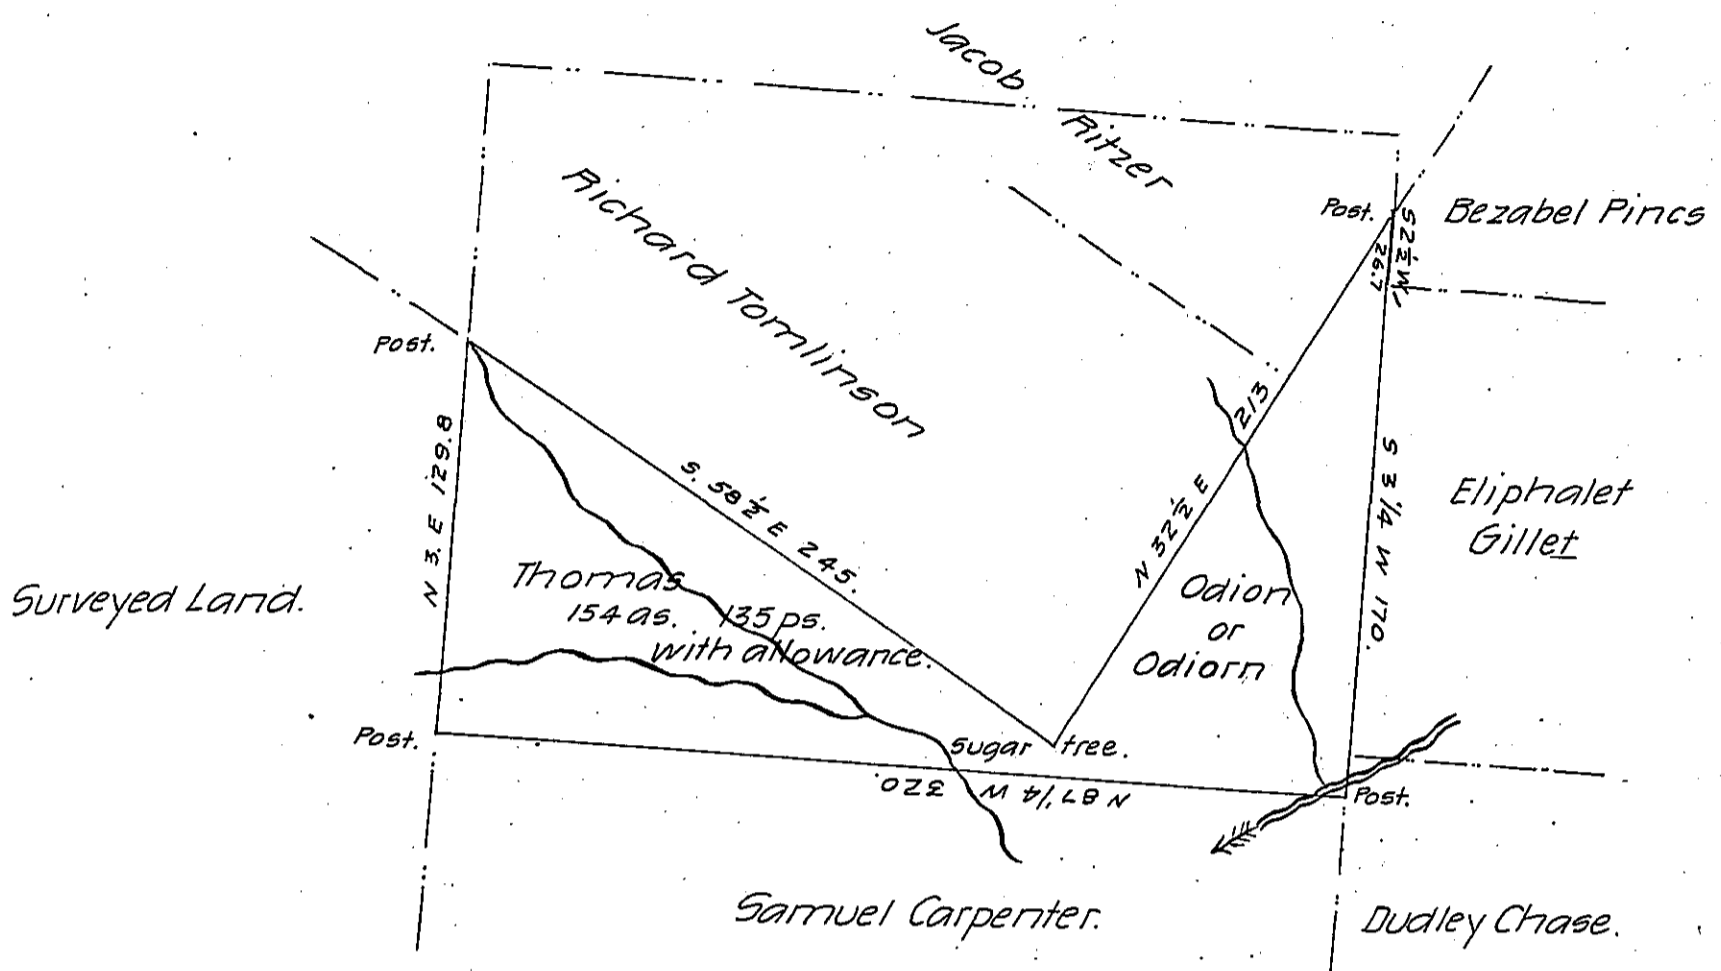 Jacob
Ritzer
Richard Tomlinson
Post.
Bezabel Pincs
S 2 1/2 W
26.7
Post.
213
S. 58 1/2 E 245.
N 32 1/2 E
N 3. E 129.8
S 3 1/4 W 170.
Eliphalet
Gillet
Surveyed Land.
Thomas
154 as. 135 ps.
with allowance.
Odion
or
Odiorn
Post.
Sugar tree.
N 87 1/4 W 320.
Post.
Samuel Carpenter.
Dudley Chase.